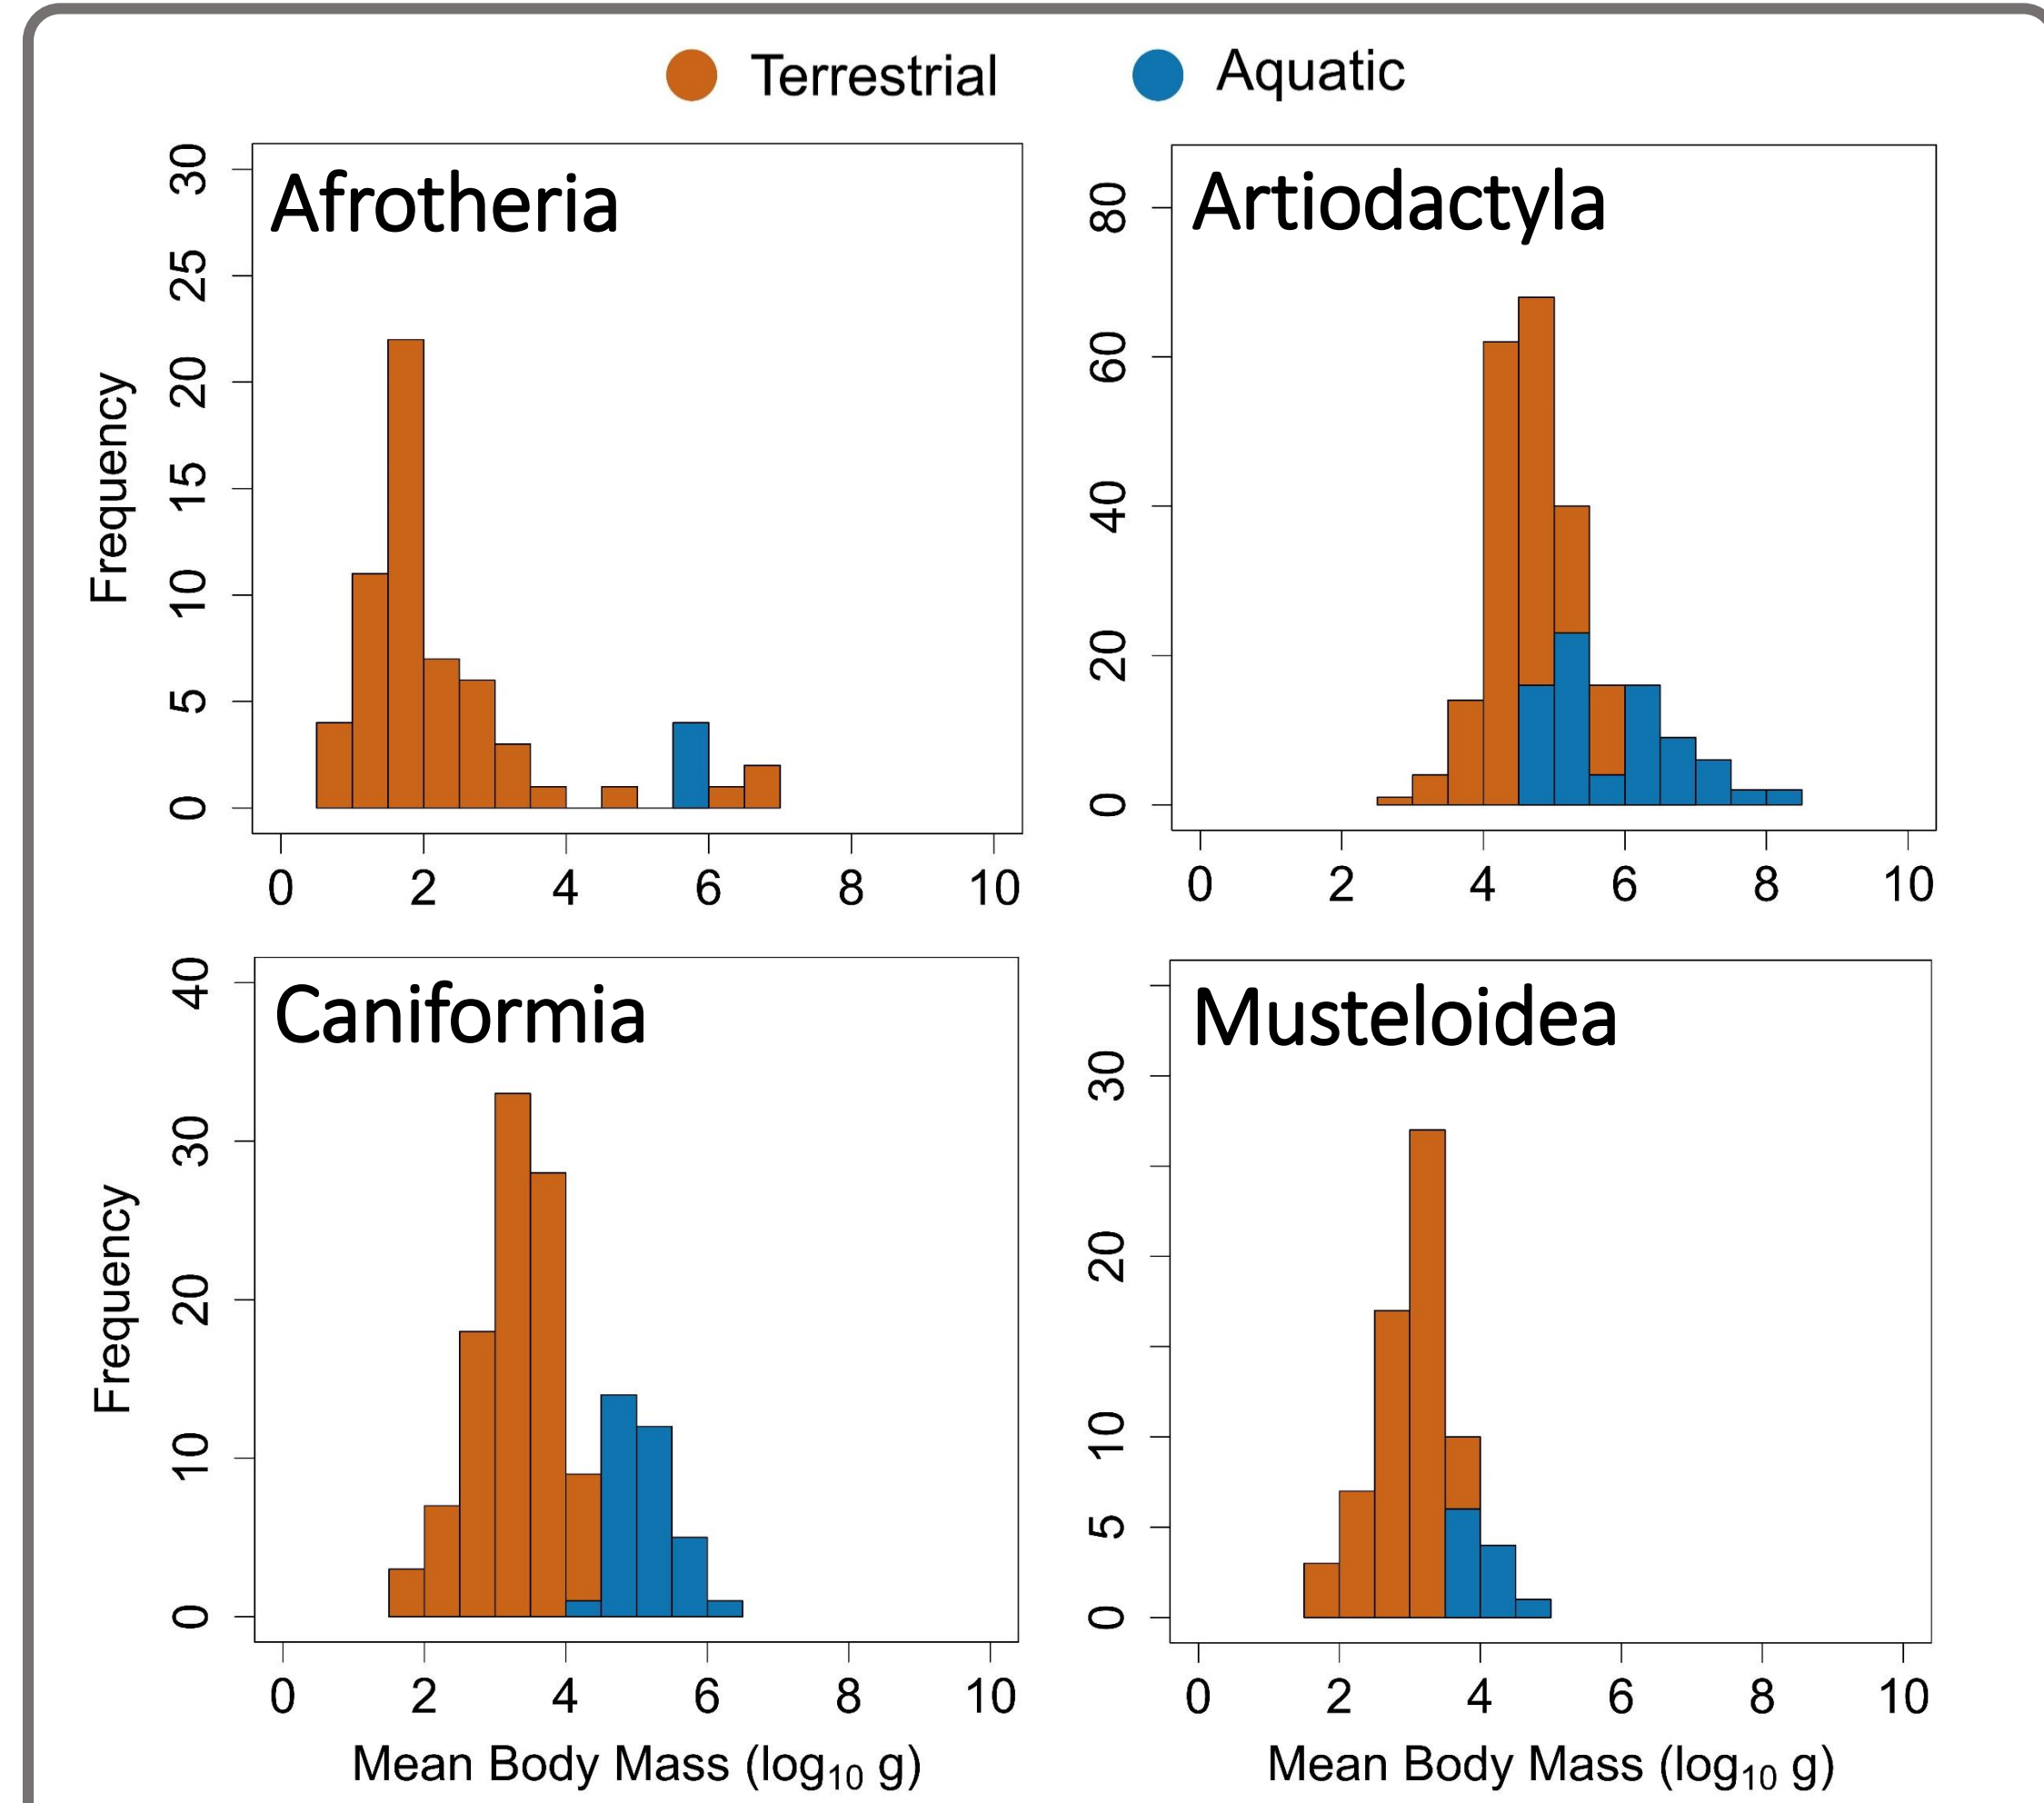 Terrestrial Aquatic
Afrotheria
Frequency
30
25
20
15
10
5
0
0 2 4 6 8 10
Artiodactyla
80
60
40
20
0
0 2 4 6 8 10
Caniformia
Frequency
40
30
20
10
0
0 2 4 6 8 10
Mean Body Mass (log10 g)
Musteloidea
30
20
10
5
0
0 2 4 6 8 10
Mean Body Mass (log10 g)